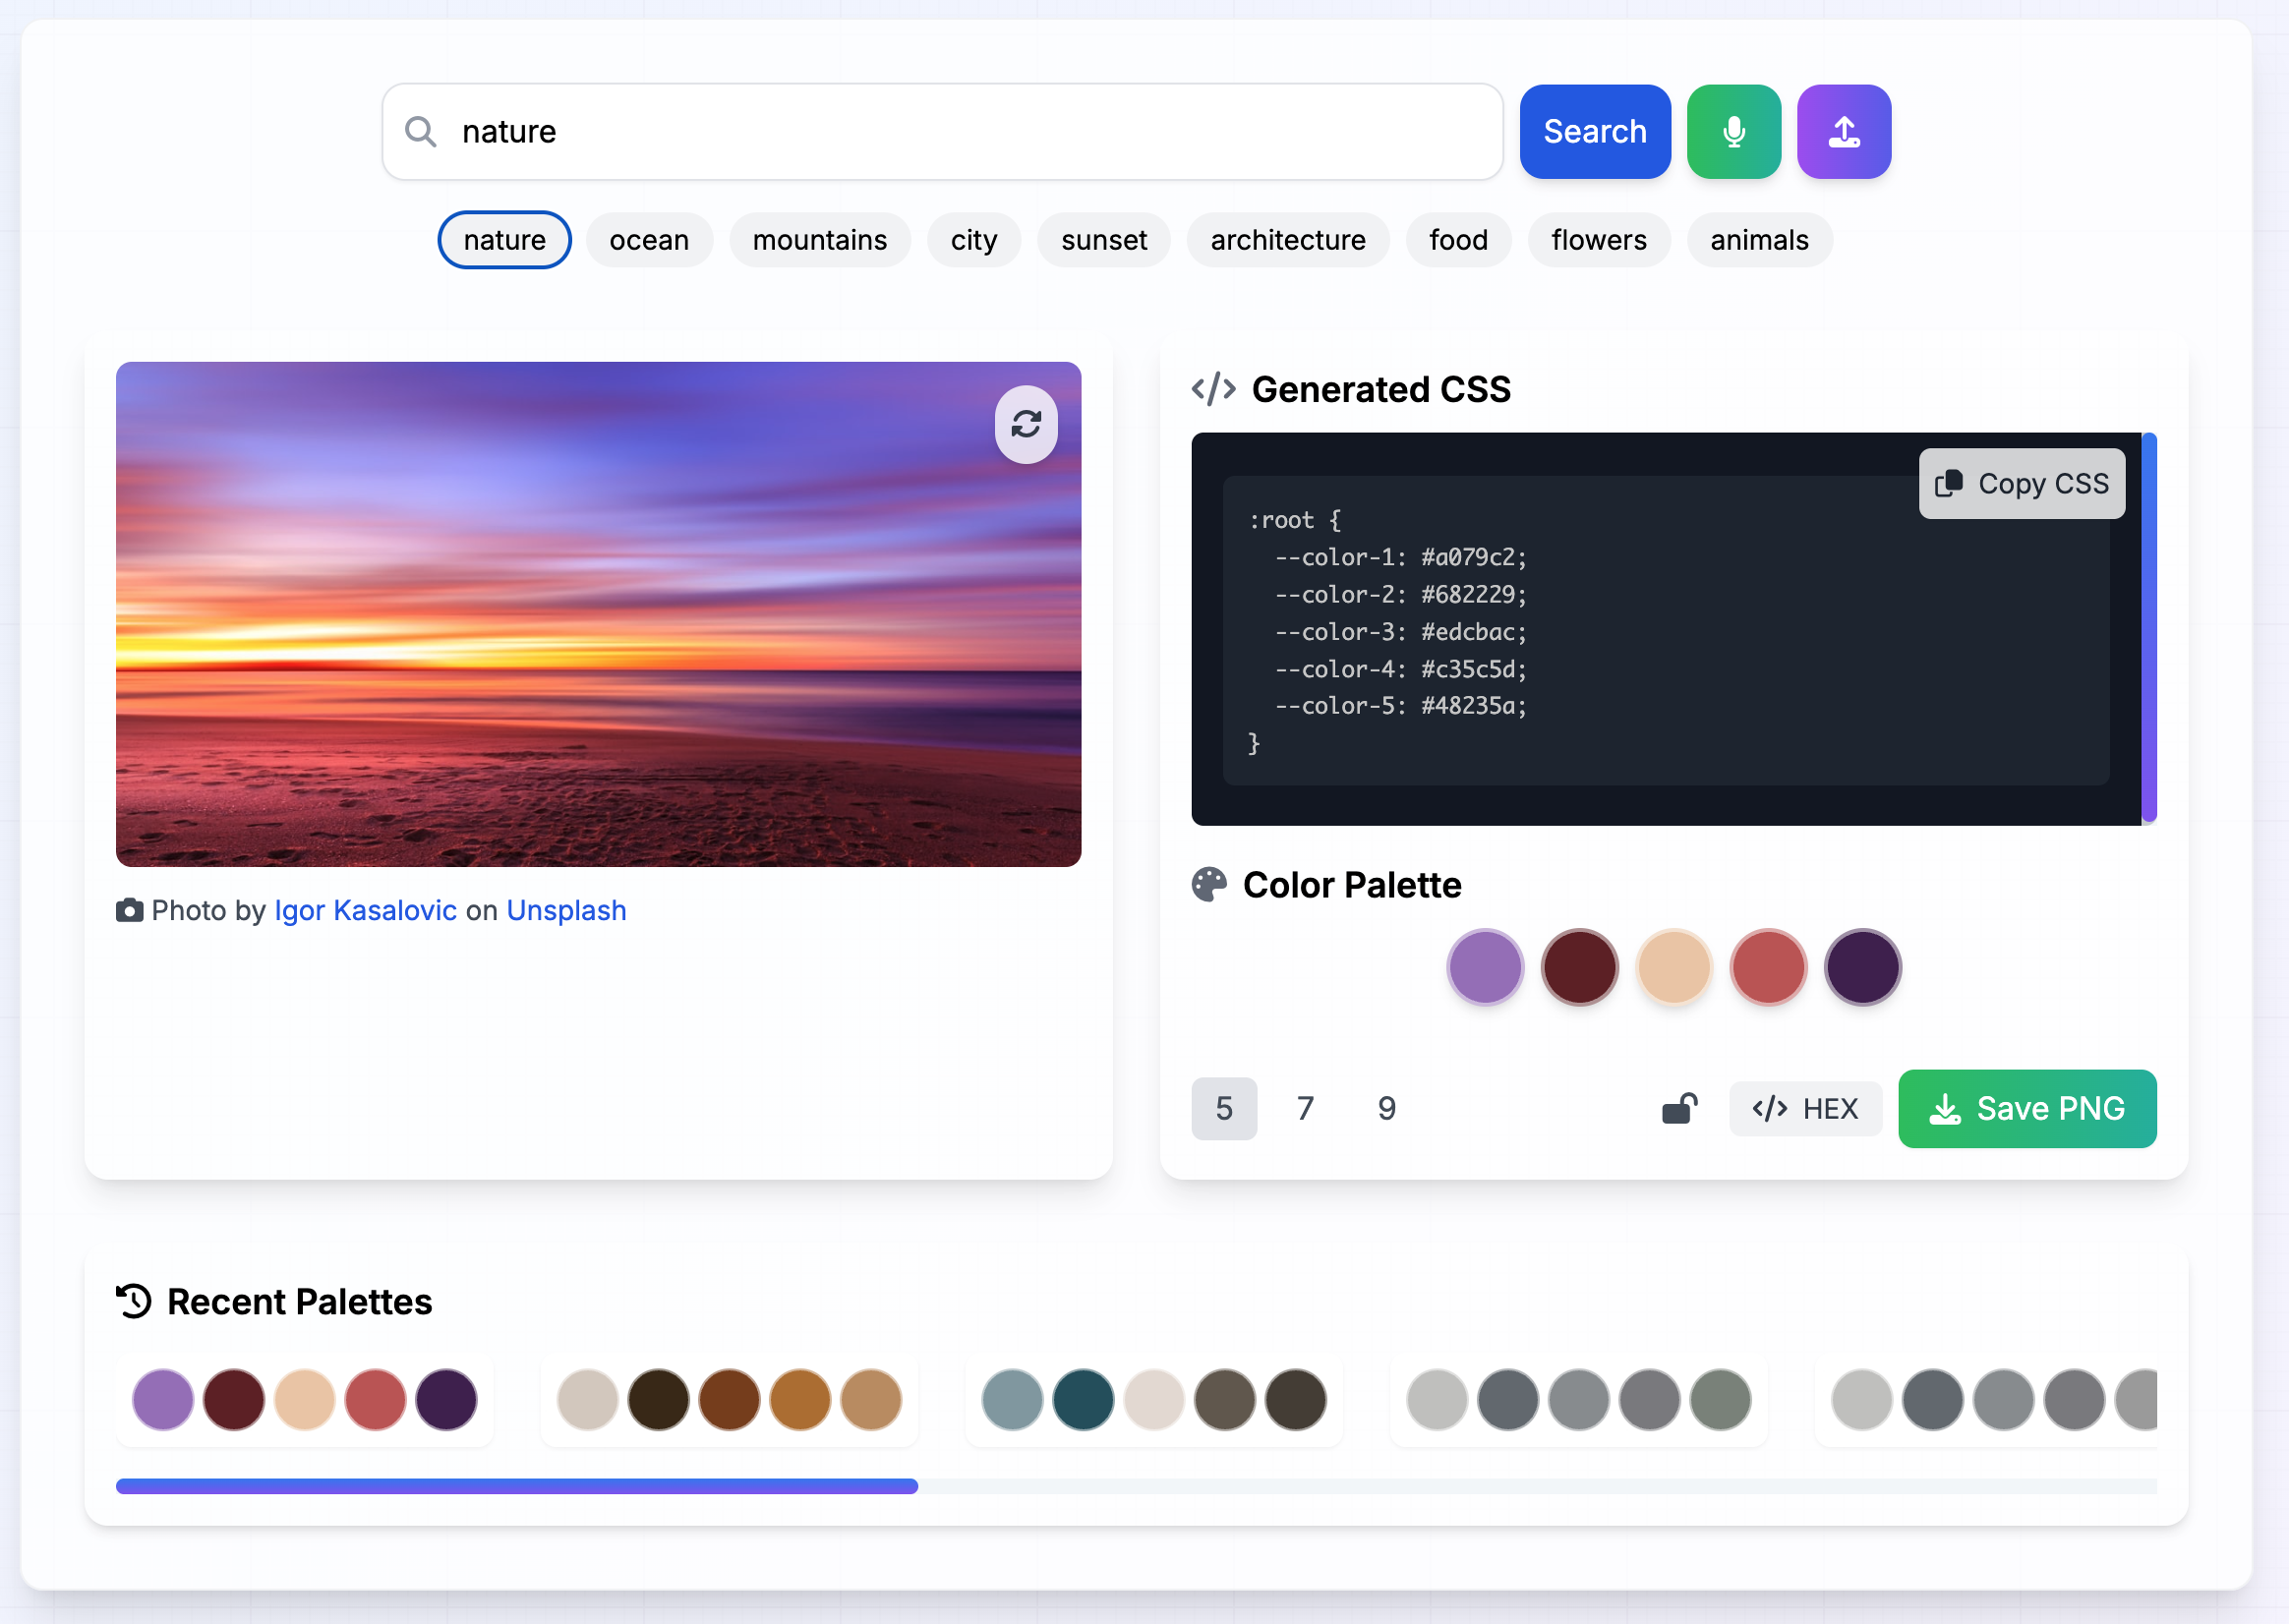 nature
Search
nature ocean mountains city sunset architecture food flowers animals
Photo by Igor Kasalovic on Unsplash
Generated CSS
Copy CSS
:root {
--color-1: #a079c2;
--color-2: #682229;
--color-3: #edcbac;
--color-4: #c35c5d;
--color-5: #48235a;
}
Color Palette
5 7 9 </> HEX Save PNG
Recent Palettes